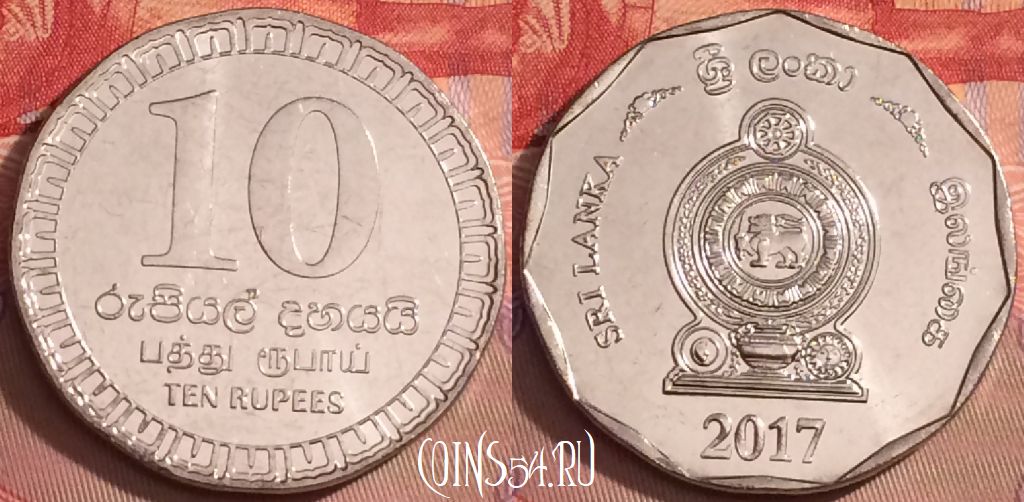 10
රුපියල් දහයයි
பத்து ரூபாய்
TEN RUPEES
ශ්‍රී ලංකා
SRI LANKA
இலங்கை
2017
COINS54.RU